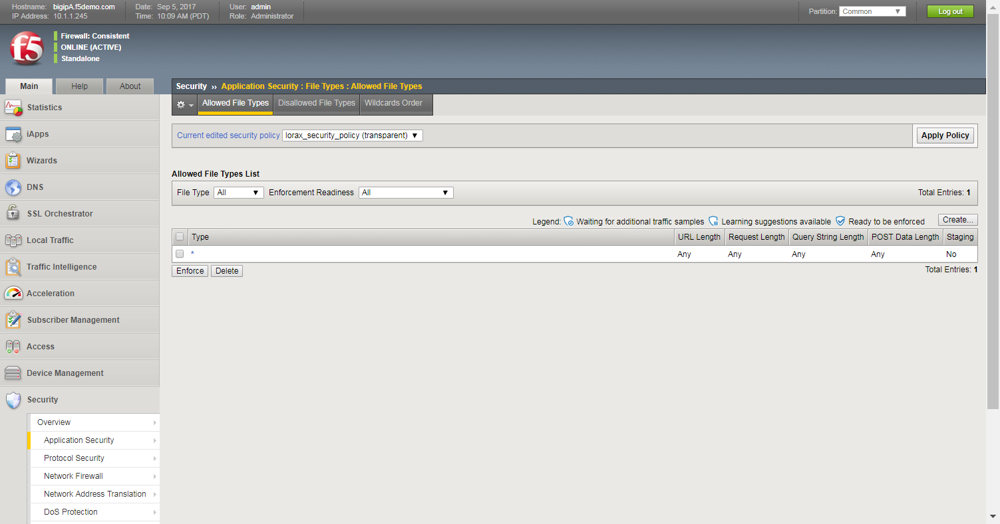 Hostname: bigipA.f5demo.com Date: Sep 5, 2017 User: admin
IP Address: 10.1.1.245 Time: 10:09 AM (PDT) Role: Administrator
Partition: Common Log out
f5
Firewall: Consistent
ONLINE (ACTIVE)
Standalone
Main Help About
Statistics
iApps
Wizards
DNS
SSL Orchestrator
Local Traffic
Traffic Intelligence
Acceleration
Subscriber Management
Access
Device Management
Security
Overview
Application Security
Protocol Security
Network Firewall
Network Address Translation
DoS Protection
Security ›› Application Security : File Types : Allowed File Types
Allowed File Types Disallowed File Types Wildcards Order
Current edited security policy lorax_security_policy (transparent) Apply Policy
Allowed File Types List
File Type All Enforcement Readiness All Total Entries: 1
Legend: Waiting for additional traffic samples Learning suggestions available Ready to be enforced Create...
Type URL Length Request Length Query String Length POST Data Length Staging
* Any Any Any Any No
Enforce Delete Total Entries: 1